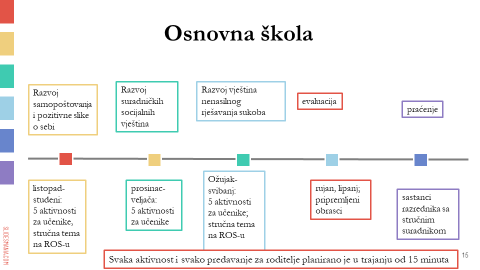 Osnovna škola
Razvoj
samopoštovanja
i pozitivne slike
o sebi
Razvoj
suradničkih
socijalnih
vještina
Razvoj vještina
nenasilnog
rješavanja sukoba
evaluacija
praćenje
listopad-
studeni:
5 aktivnosti
za učenike,
stručna tema
na ROS-u
prosinac-
veljača:
5 aktivnosti
za učenike
Ožujak-
svibanj:
5 aktivnosti
za učenike;
stručna tema
na ROS-u
rujan, lipanj;
pripremljeni
obrasci
sastanci
razrednika sa
stručnim
suradnikom
Svaka aktivnost i svako predavanje za roditelje planirano je u trajanju od 15 minuta